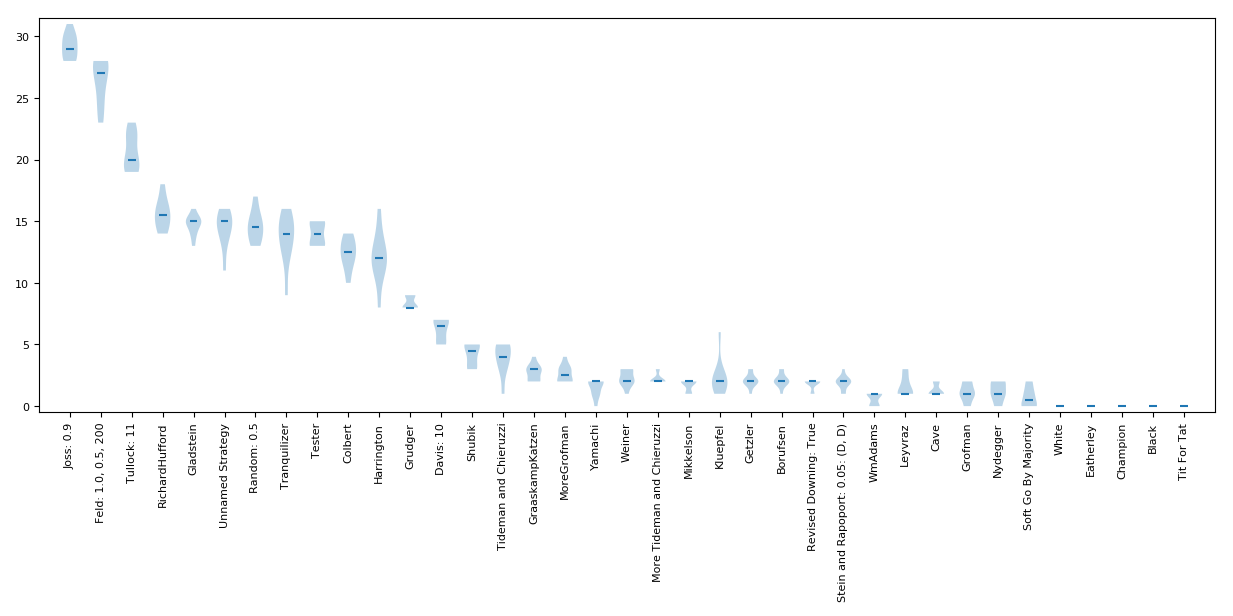 30
25
20
15
10
5
0
Joss: 0.9
Feld: 1.0, 0.5, 200
Tullock: 11
RichardHufford
Gladstein
Unnamed Strategy
Random: 0.5
Tranquilizer
Tester
Colbert
Harrington
Grudger
Davis: 10
Shubik
Tideman and Chieruzzi
GraaskampKatzen
MoreGrofman
Yamachi
Weiner
More Tideman and Chieruzzi
Mikkelson
Kluepfel
Getzler
Borufsen
Revised Downing: True
Stein and Rapoport: 0.05: (D, D)
WmAdams
Leyvraz
Cave
Grofman
Nydegger
Soft Go By Majority
White
Eatherley
Champion
Black
Tit For Tat